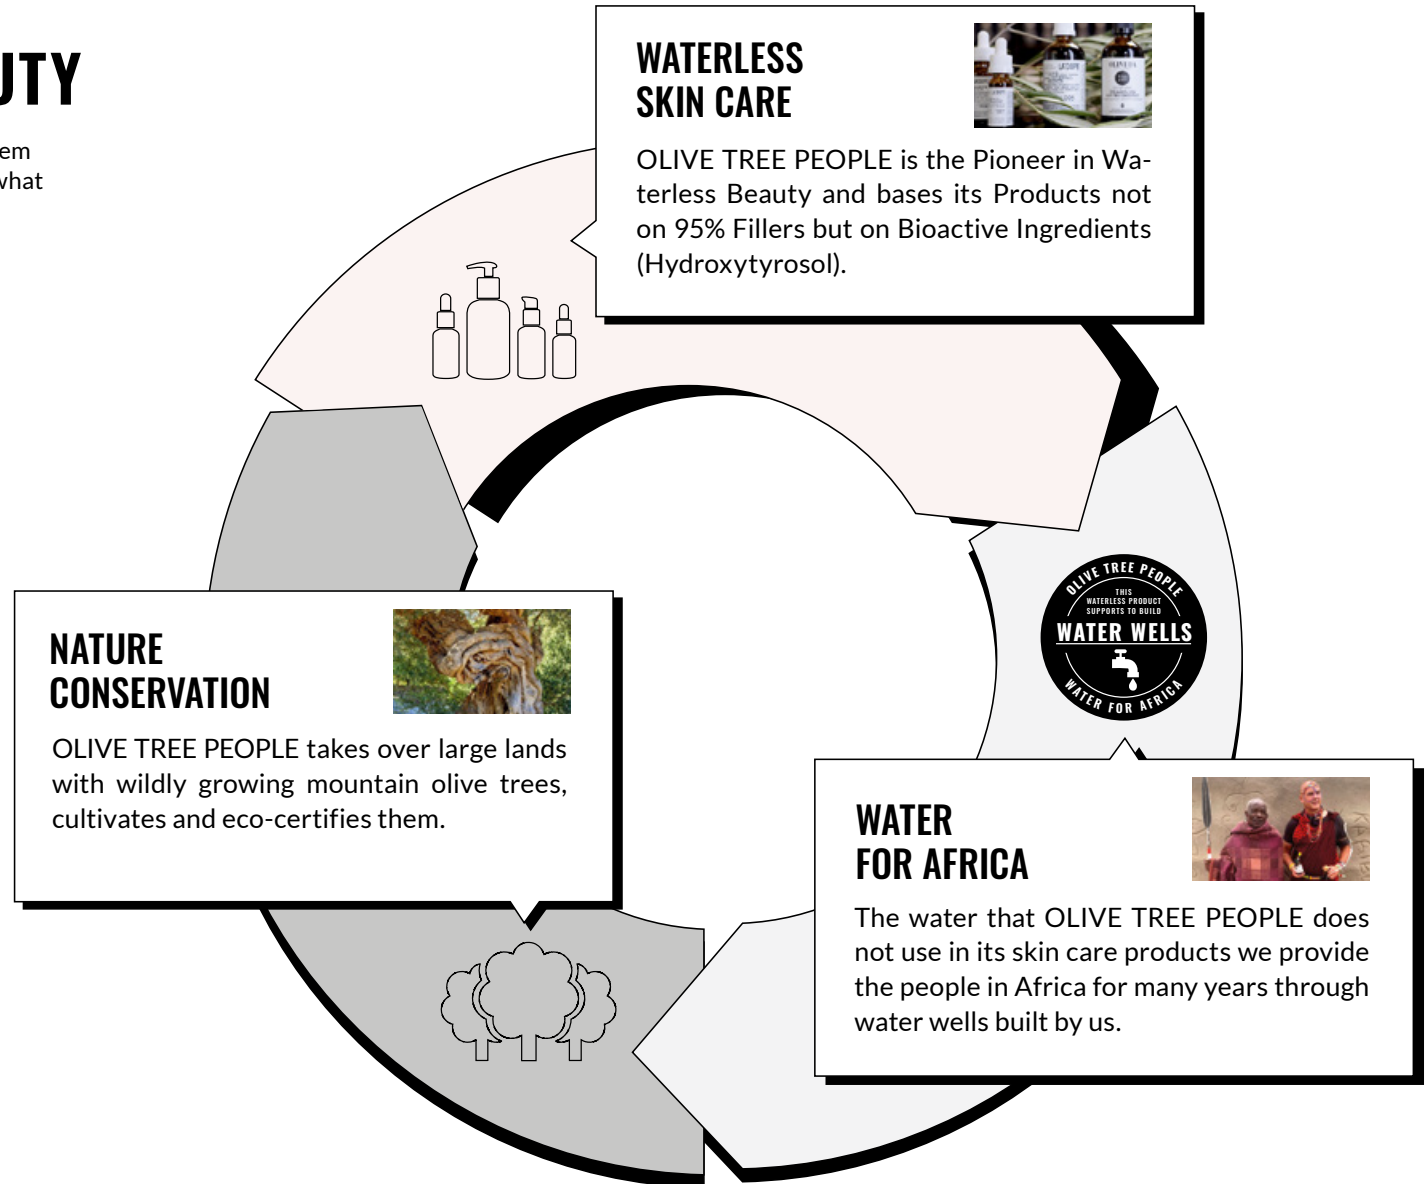 UTY
em
what
WATERLESS
SKIN CARE
OLIVE TREE PEOPLE is the Pioneer in Wa-
terless Beauty and bases its Products not
on 95% Fillers but on Bioactive Ingredients
(Hydroxytyrosol).
OLIVE TREE PEOPLE
THIS
WATERLESS PRODUCT
SUPPORTS TO BUILD
WATER WELLS
WATER FOR AFRICA
NATURE
CONSERVATION
OLIVE TREE PEOPLE takes over large lands
with wildly growing mountain olive trees,
cultivates and eco-certifies them.
WATER
FOR AFRICA
The water that OLIVE TREE PEOPLE does
not use in its skin care products we provide
the people in Africa for many years through
water wells built by us.